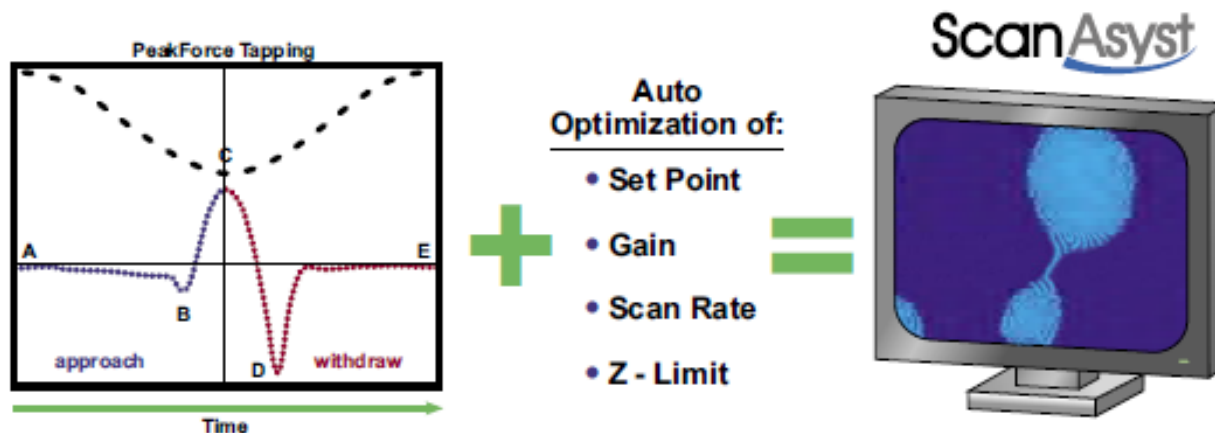 PeakForce Tapping
C
A
E
B
D
approach
withdraw
Time
Auto
Optimization of:
• Set Point
• Gain
• Scan Rate
• Z - Limit
ScanAsyst